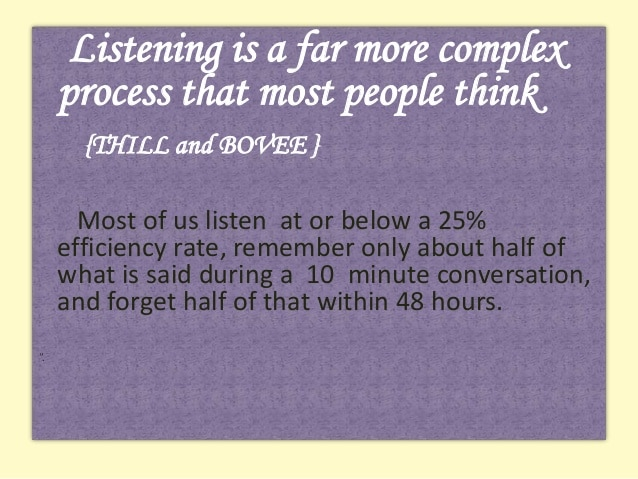 Listening is a far more complex
process that most people think
{THILL and BOVEE }
Most of us listen at or below a 25%
efficiency rate, remember only about half of
what is said during a 10 minute conversation,
and forget half of that within 48 hours.
".